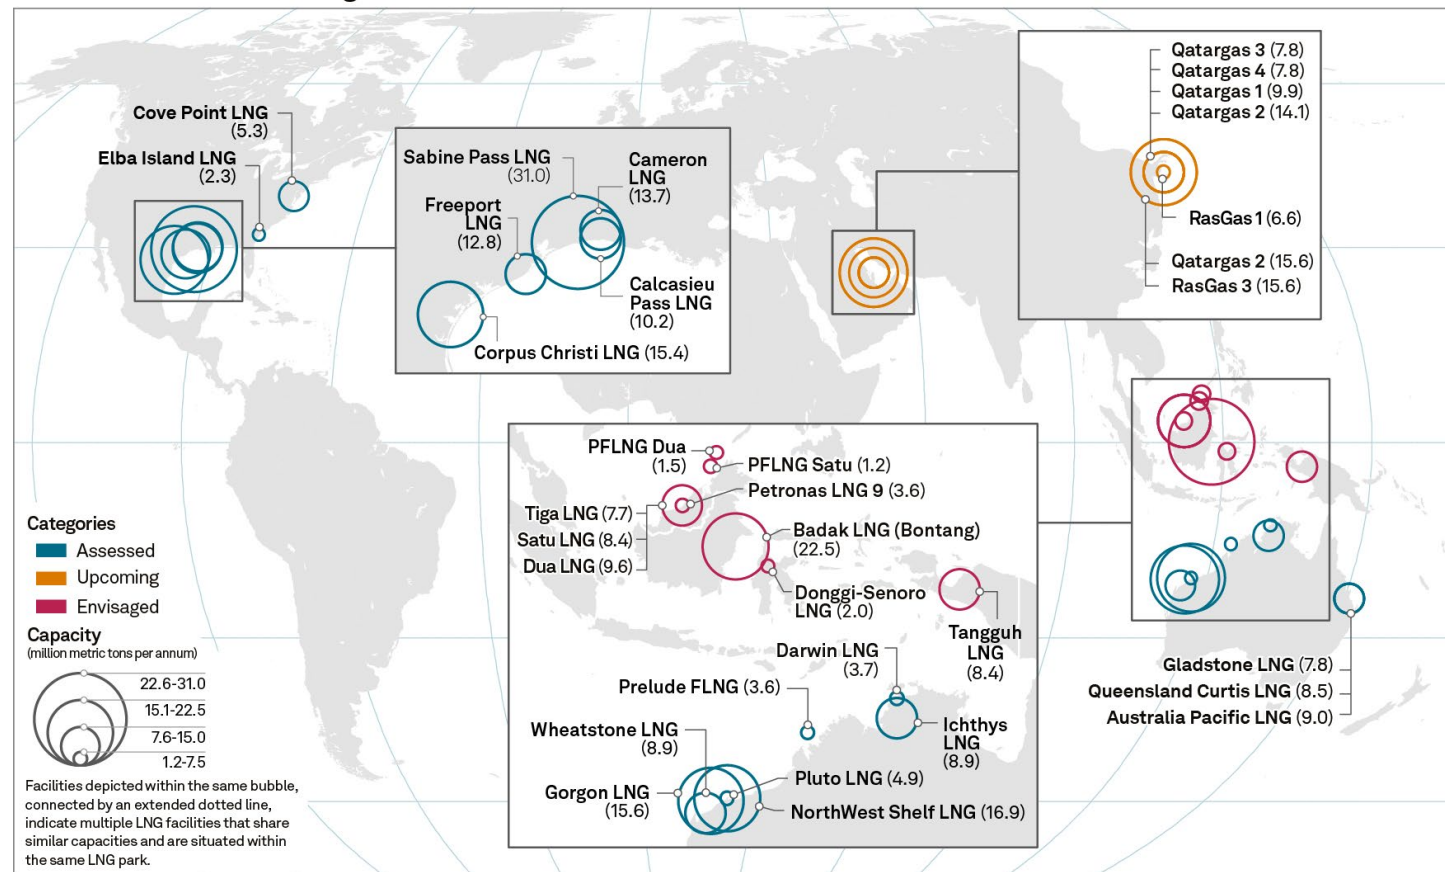 Cove Point LNG
(5.3)
Elba Island LNG
(2.3)
Sabine Pass LNG
(31.0)
Cameron
LNG
(13.7)
Freeport
LNG
(12.8)
Calcasieu
Pass LNG
(10.2)
Corpus Christi LNG (15.4)
Qatargas 3 (7.8)
Qatargas 4 (7.8)
Qatargas 1 (9.9)
Qatargas 2 (14.1)
RasGas 1 (6.6)
Qatargas 2 (15.6)
RasGas 3 (15.6)
PFLNG Dua
(1.5)
PFLNG Satu (1.2)
Petronas LNG 9 (3.6)
Tiga LNG (7.7)
Satu LNG (8.4)
Dua LNG (9.6)
Badak LNG (Bontang)
(22.5)
Donggi-Senoro
LNG (2.0)
Tangguh
LNG
(8.4)
Darwin LNG
(3.7)
Prelude FLNG (3.6)
Ichthys
LNG
(8.9)
Wheatstone LNG
(8.9)
Pluto LNG (4.9)
Gorgon LNG
(15.6)
NorthWest Shelf LNG (16.9)
Gladstone LNG (7.8)
Queensland Curtis LNG (8.5)
Australia Pacific LNG (9.0)
Categories
Assessed
Upcoming
Envisaged
Capacity
(million metric tons per annum)
22.6-31.0
15.1-22.5
7.6-15.0
1.2-7.5
Facilities depicted within the same bubble,
connected by an extended dotted line,
indicate multiple LNG facilities that share
similar capacities and are situated within
the same LNG park.